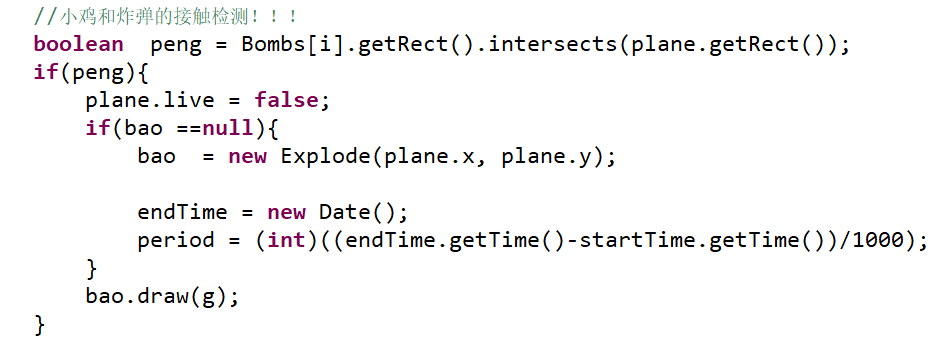 //小鸡和炸弹的接触检测！！！
boolean  peng = Bombs[i].getRect().intersects(plane.getRect());
if(peng){
    plane.live = false;
    if(bao ==null){
        bao  = new Explode(plane.x, plane.y);

        endTime = new Date();
        period = (int)((endTime.getTime()-startTime.getTime())/1000);
    }
    bao.draw(g);
}